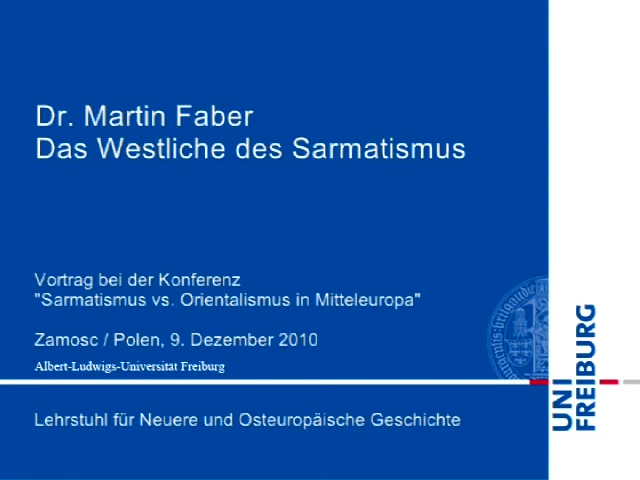 Dr. Martin Faber
Das Westliche des Sarmatismus
Vortrag bei der Konferenz
"Sarmatismus vs. Orientalismus in Mitteleuropa"
Zamosc / Polen, 9. Dezember 2010
Albert-Ludwigs-Universität Freiburg
Lehrstuhl für Neuere und Osteuropäische Geschichte
UNI
FREIBURG